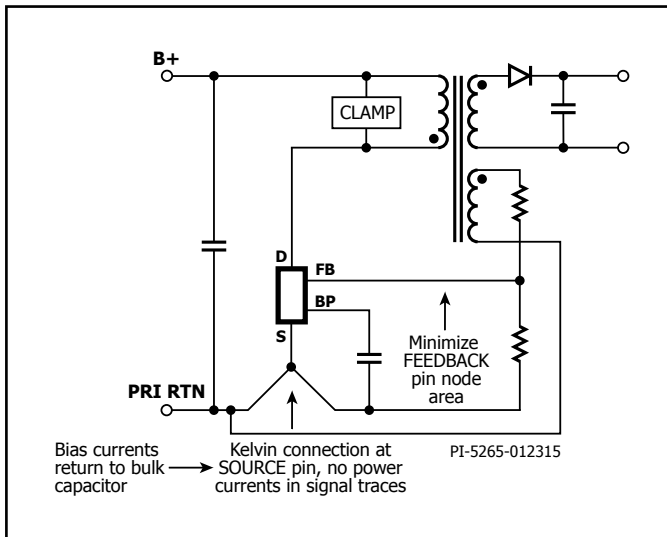 B+
CLAMP
D
FB
BP
S
Minimize
FEEDBACK
pin node
area
PRI RTN
Bias currents
return to bulk
capacitor
Kelvin connection at
SOURCE pin, no power
currents in signal traces
PI-5265-012315